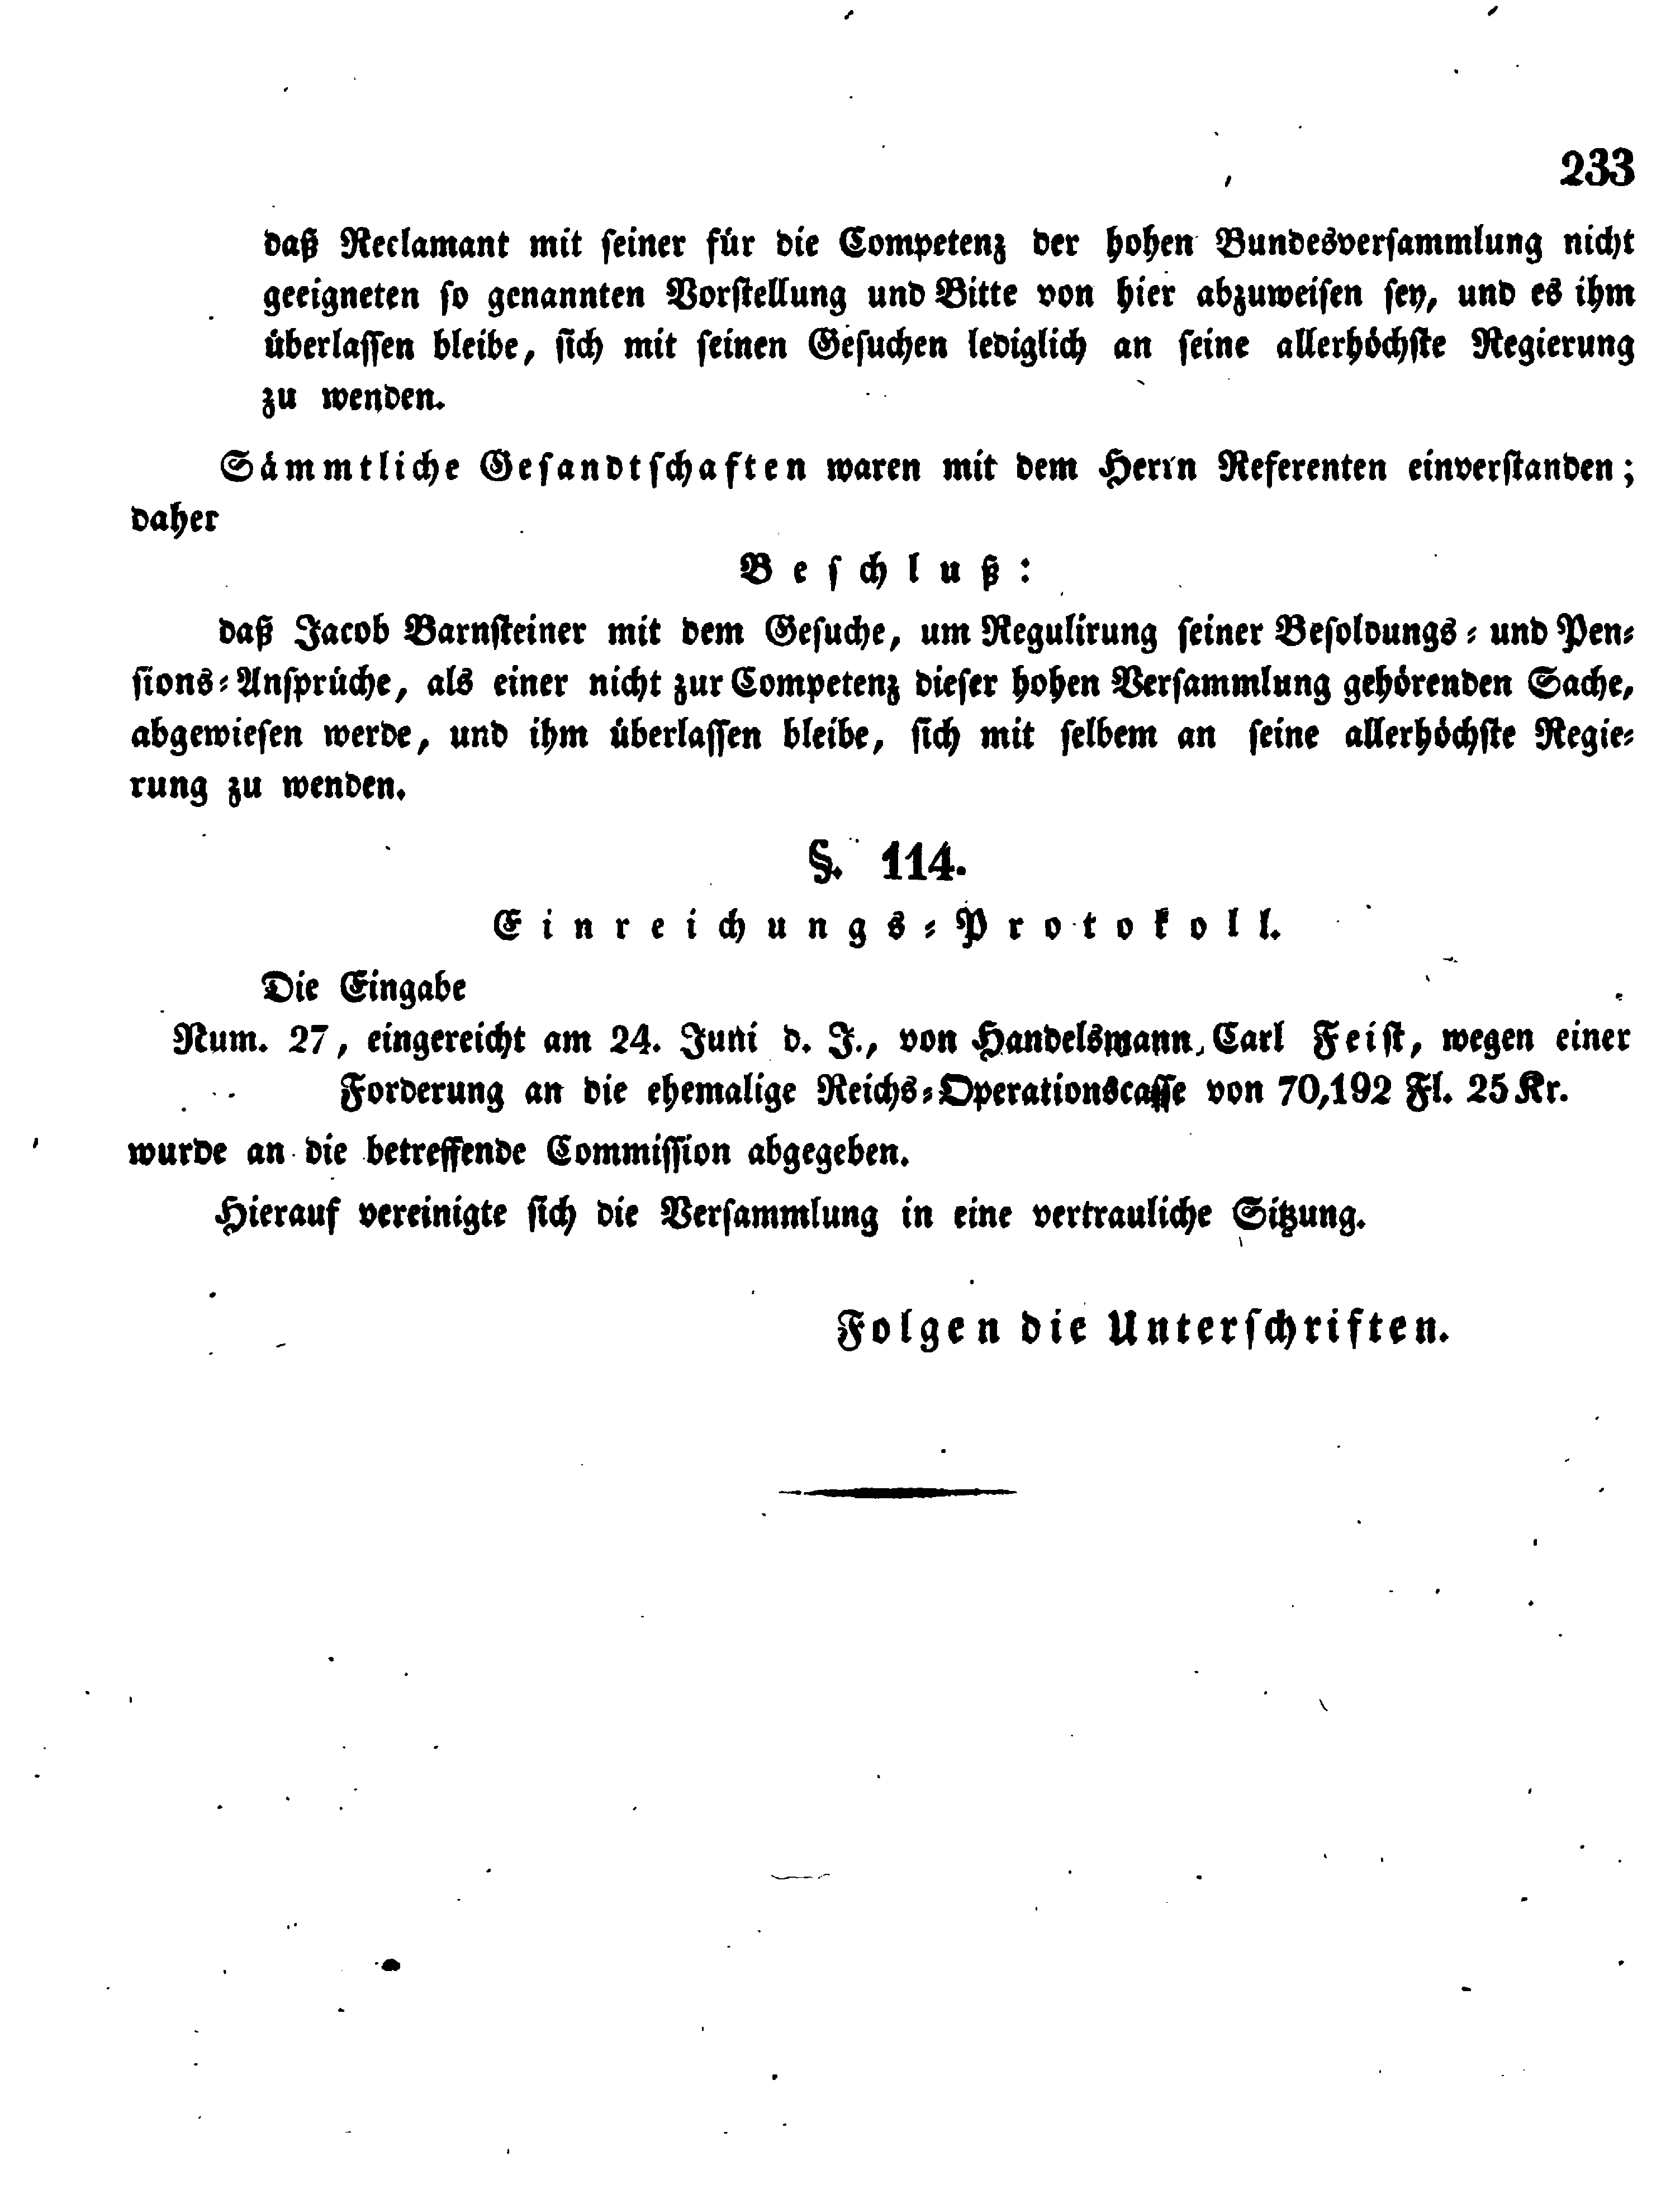 233
daß Reclamant mit seiner für die Competenz der hohen Bundesversammlung nicht
geeigneten so genannten Vorstellung und Bitte von hier abzuweisen sey, und es ihm
überlassen bleibe, sich mit seinen Gesuchen lediglich an seine allerhöchste Regierung
zu wenden.
Sämmtliche Gesandtschaften waren mit dem Herrn Referenten einverstanden;
daher
Beschluß:
daß Jacob Barnsteiner mit dem Gesuche, um Regulirung seiner Besoldungs- und Pen-
sions-Ansprüche, als einer nicht zur Competenz dieser hohen Versammlung gehörenden Sache,
abgewiesen werde, und ihm überlassen bleibe, sich mit selbem an seine allerhöchste Regie-
rung zu wenden.
§. 114.
Einreichungs-Protokoll.
Die Eingabe
Num. 27, eingereicht am 24. Juni d. J., von Handelsmann Carl Feist, wegen einer
Forderung an die ehemalige Reichs-Operationscasse von 70,192 Fl. 25 Kr.
wurde an die betreffende Commission abgegeben.
Hierauf vereinigte sich die Versammlung in eine vertrauliche Sitzung.
Folgen die Unterschriften.